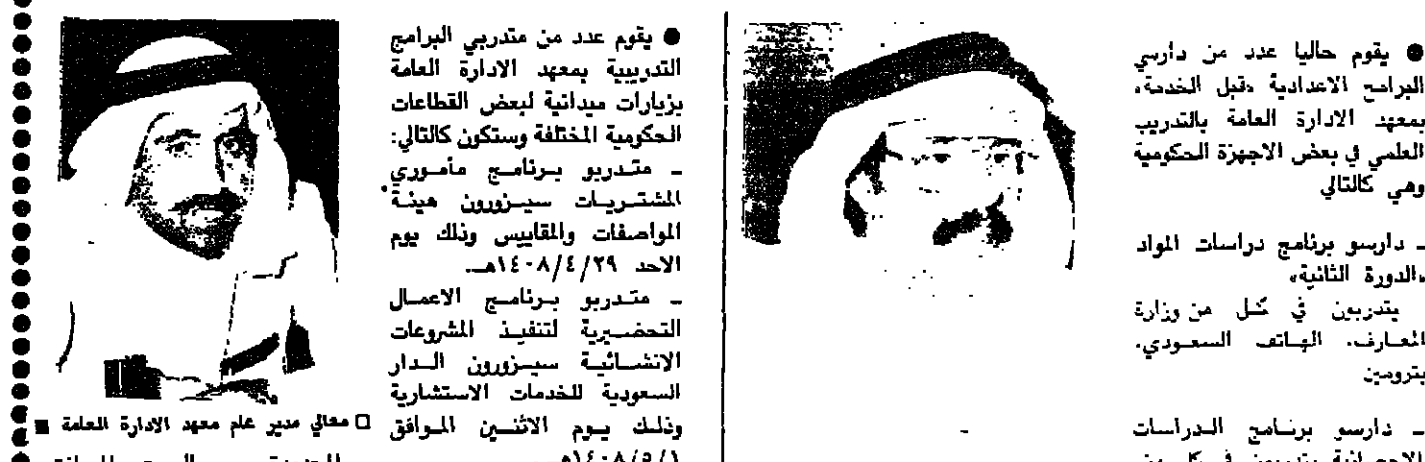 ● يقوم حاليا عدد من دارسي
البرامج الاعدادية «قبل الخدمة»
بمعهد الادارة العامة بالتدريب
العلمي في بعض الاجهزة الحكومية
وهي كالتالي
ـ دارسو برنامج دراسات المواد
«الدورة الثانية»
يتدربون في كل من وزارة
المعارف، الهاتف السعودي،
بترومين
ـ دارسو برنامج الدراسات
● يقوم عدد من متدربي البرامج
التدريبية بمعهد الادارة العامة
بزيارات ميدانية لبعض القطاعات
الحكومية المختلفة وستكون كالتالي:
ـ متدربو برنامج مأموري
المشتريات سيزورون هيئة
المواصفات والمقاييس وذلك يوم
الاحد ١٤٠٨/٤/٢٩هـ.
ـ متدربو برنامج الاعمال
التحضيرية لتنفيذ المشروعات
الانشائية سيزورون الدار
السعودية للخدمات الاستشارية
وذلك يوم الاثنين الموافق
١٤٠٨/٥/١هـ
□ معالي مدير عام معهد الادارة العامة ■